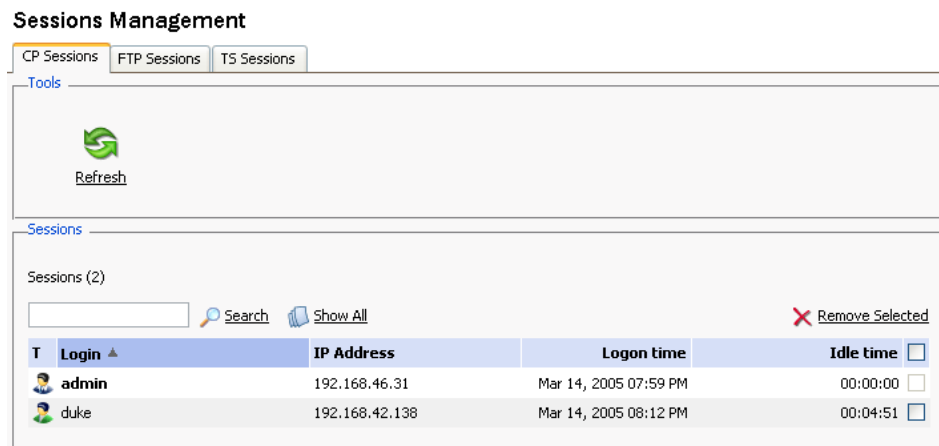 Sessions Management
CP Sessions FTP Sessions TS Sessions
Tools
Refresh
Sessions
Sessions (2)
Search Show All Remove Selected
T Login IP Address Logon time Idle time
admin 192.168.46.31 Mar 14, 2005 07:59 PM 00:00:00
duke 192.168.42.138 Mar 14, 2005 08:12 PM 00:04:51